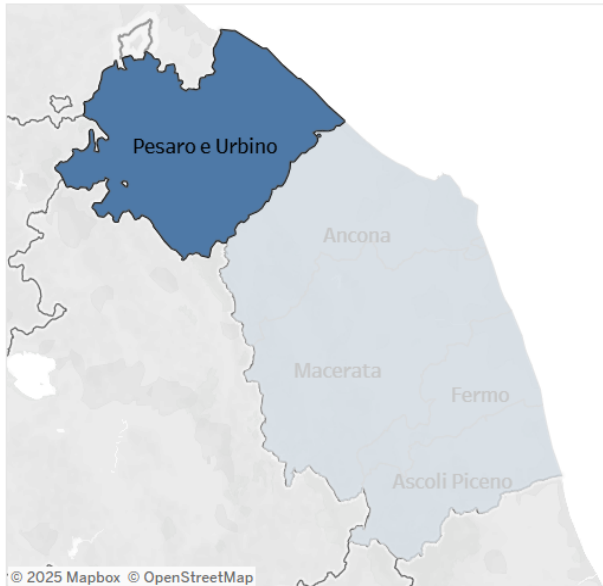 Pesaro e Urbino
Ancona
Macerata
Fermo
Ascoli Piceno
© 2025 Mapbox © OpenStreetMap